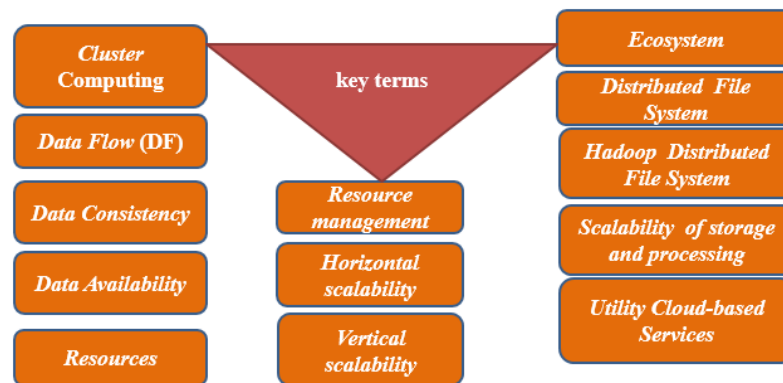 Cluster
Computing
Data Flow (DF)
Data Consistency
Data Availability
Resources
key terms
Resource
management
Horizontal
scalability
Vertical
scalability
Ecosystem
Distributed File
System
Hadoop Distributed
File System
Scalability of storage
and processing
Utility Cloud-based
Services